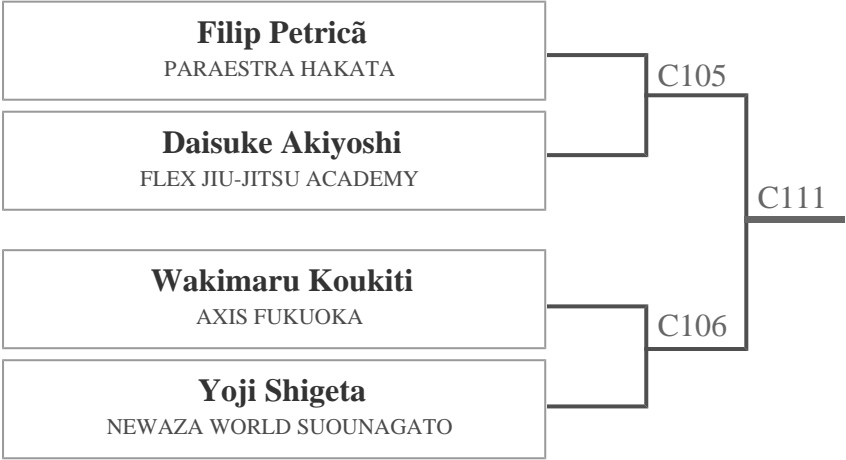 Filip Petricã
PARAESTRA HAKATA
C105
Daisuke Akiyoshi
FLEX JIU-JITSU ACADEMY
C111
Wakimaru Koukiti
AXIS FUKUOKA
C106
Yoji Shigeta
NEWAZA WORLD SUOUNAGATO